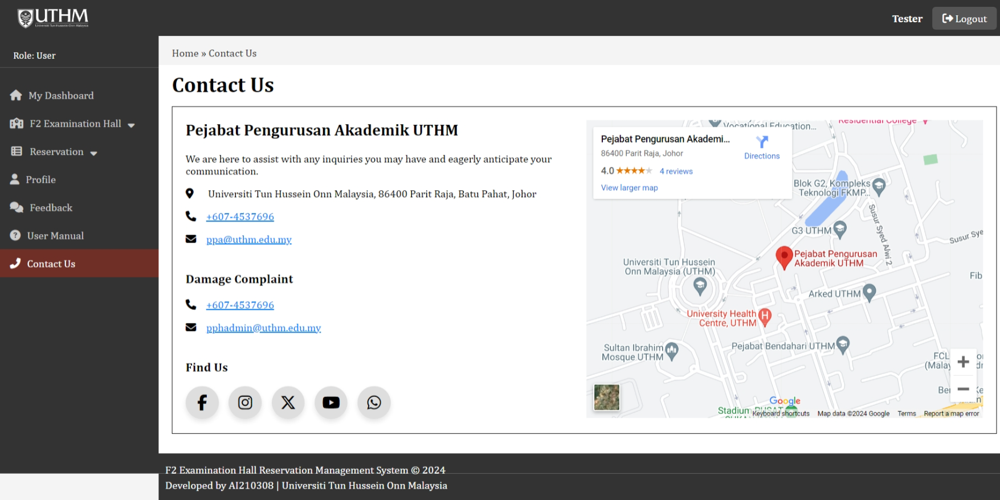 UTHM
Universiti Tun Hussein Onn Malaysia
Tester
Logout
Role: User
My Dashboard
F2 Examination Hall
Reservation
Profile
Feedback
User Manual
Contact Us
Home » Contact Us
Contact Us
Pejabat Pengurusan Akademik UTHM
We are here to assist with any inquiries you may have and eagerly anticipate your
communication.
Universiti Tun Hussein Onn Malaysia, 86400 Parit Raja, Batu Pahat, Johor
+607-4537696
ppa@uthm.edu.my
Damage Complaint
+607-4537696
pphadmin@uthm.edu.my
Find Us
Vocational Education...
Residential College
Pejabat Pengurusan Akademi...
86400 Parit Raja, Johor
4.0
4 reviews
View larger map
Directions
Blok G2, Kompleks
Teknologi FKMP...
G3 UTHM
Susur Syed Alwi 2
Susur Sye
Pejabat Pengurusan
Akademik UTHM
Universiti Tun Hussein
Onn Malaysia (UTHM)
Fib
Arked UTHM
University Health
Centre, UTHM
H
Pejabat Bendahari UTHM
Sultan Ibrahim
Mosque UTHM
FCL
(Malay
Google
Stadium
Keyboard shortcuts
Map data ©2024 Google
Terms
Report a map error
F2 Examination Hall Reservation Management System © 2024
Developed by AI210308 | Universiti Tun Hussein Onn Malaysia